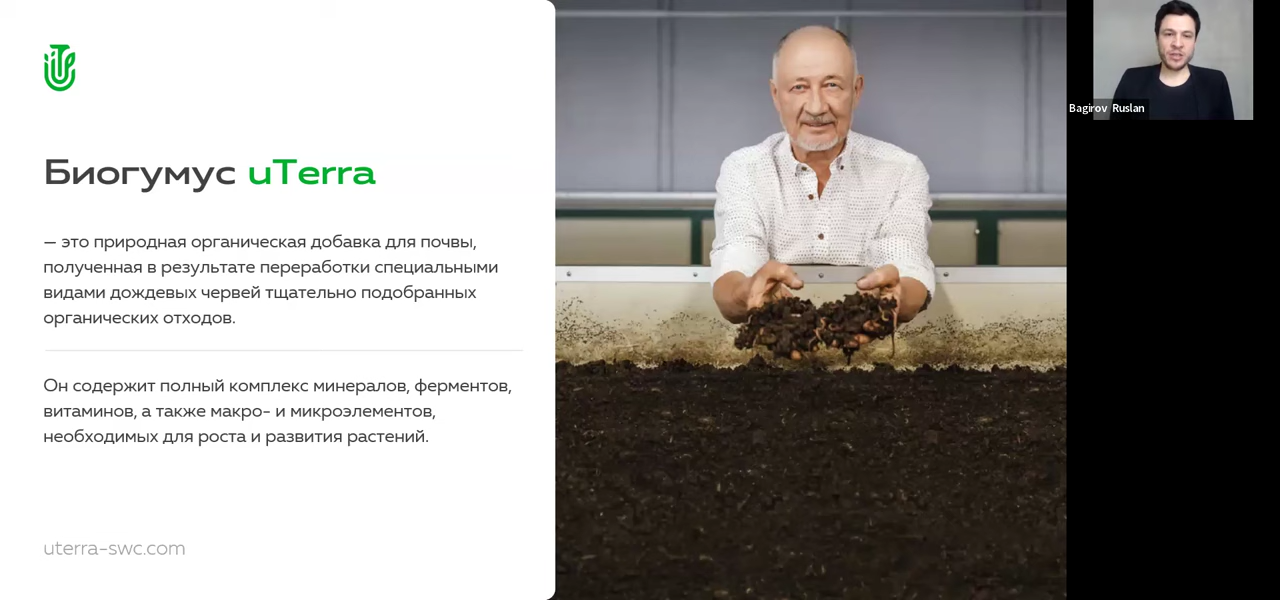 Биогумус uTerra
— это природная органическая добавка для почвы,
полученная в результате переработки специальными
видами дождевых червей тщательно подобранных
органических отходов.
Он содержит полный комплекс минералов, ферментов,
витаминов, а также макро- и микроэлементов,
необходимых для роста и развития растений.
uterra-swc.com
Bagirov Ruslan